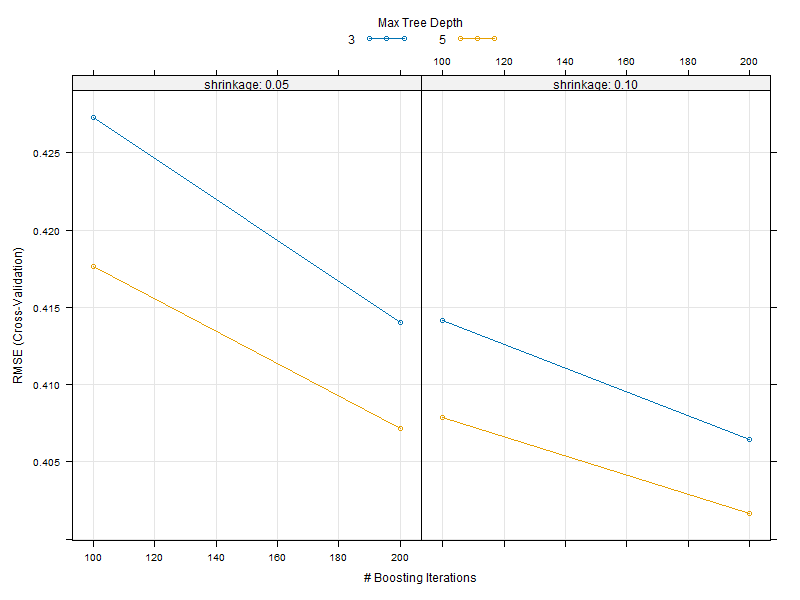 Max Tree Depth
3 5
100 120 140 160 180 200
shrinkage: 0.05 shrinkage: 0.10
0.425
0.420
0.415
0.410
0.405
RMSE (Cross-Validation)
100 120 140 160 180 200
# Boosting Iterations